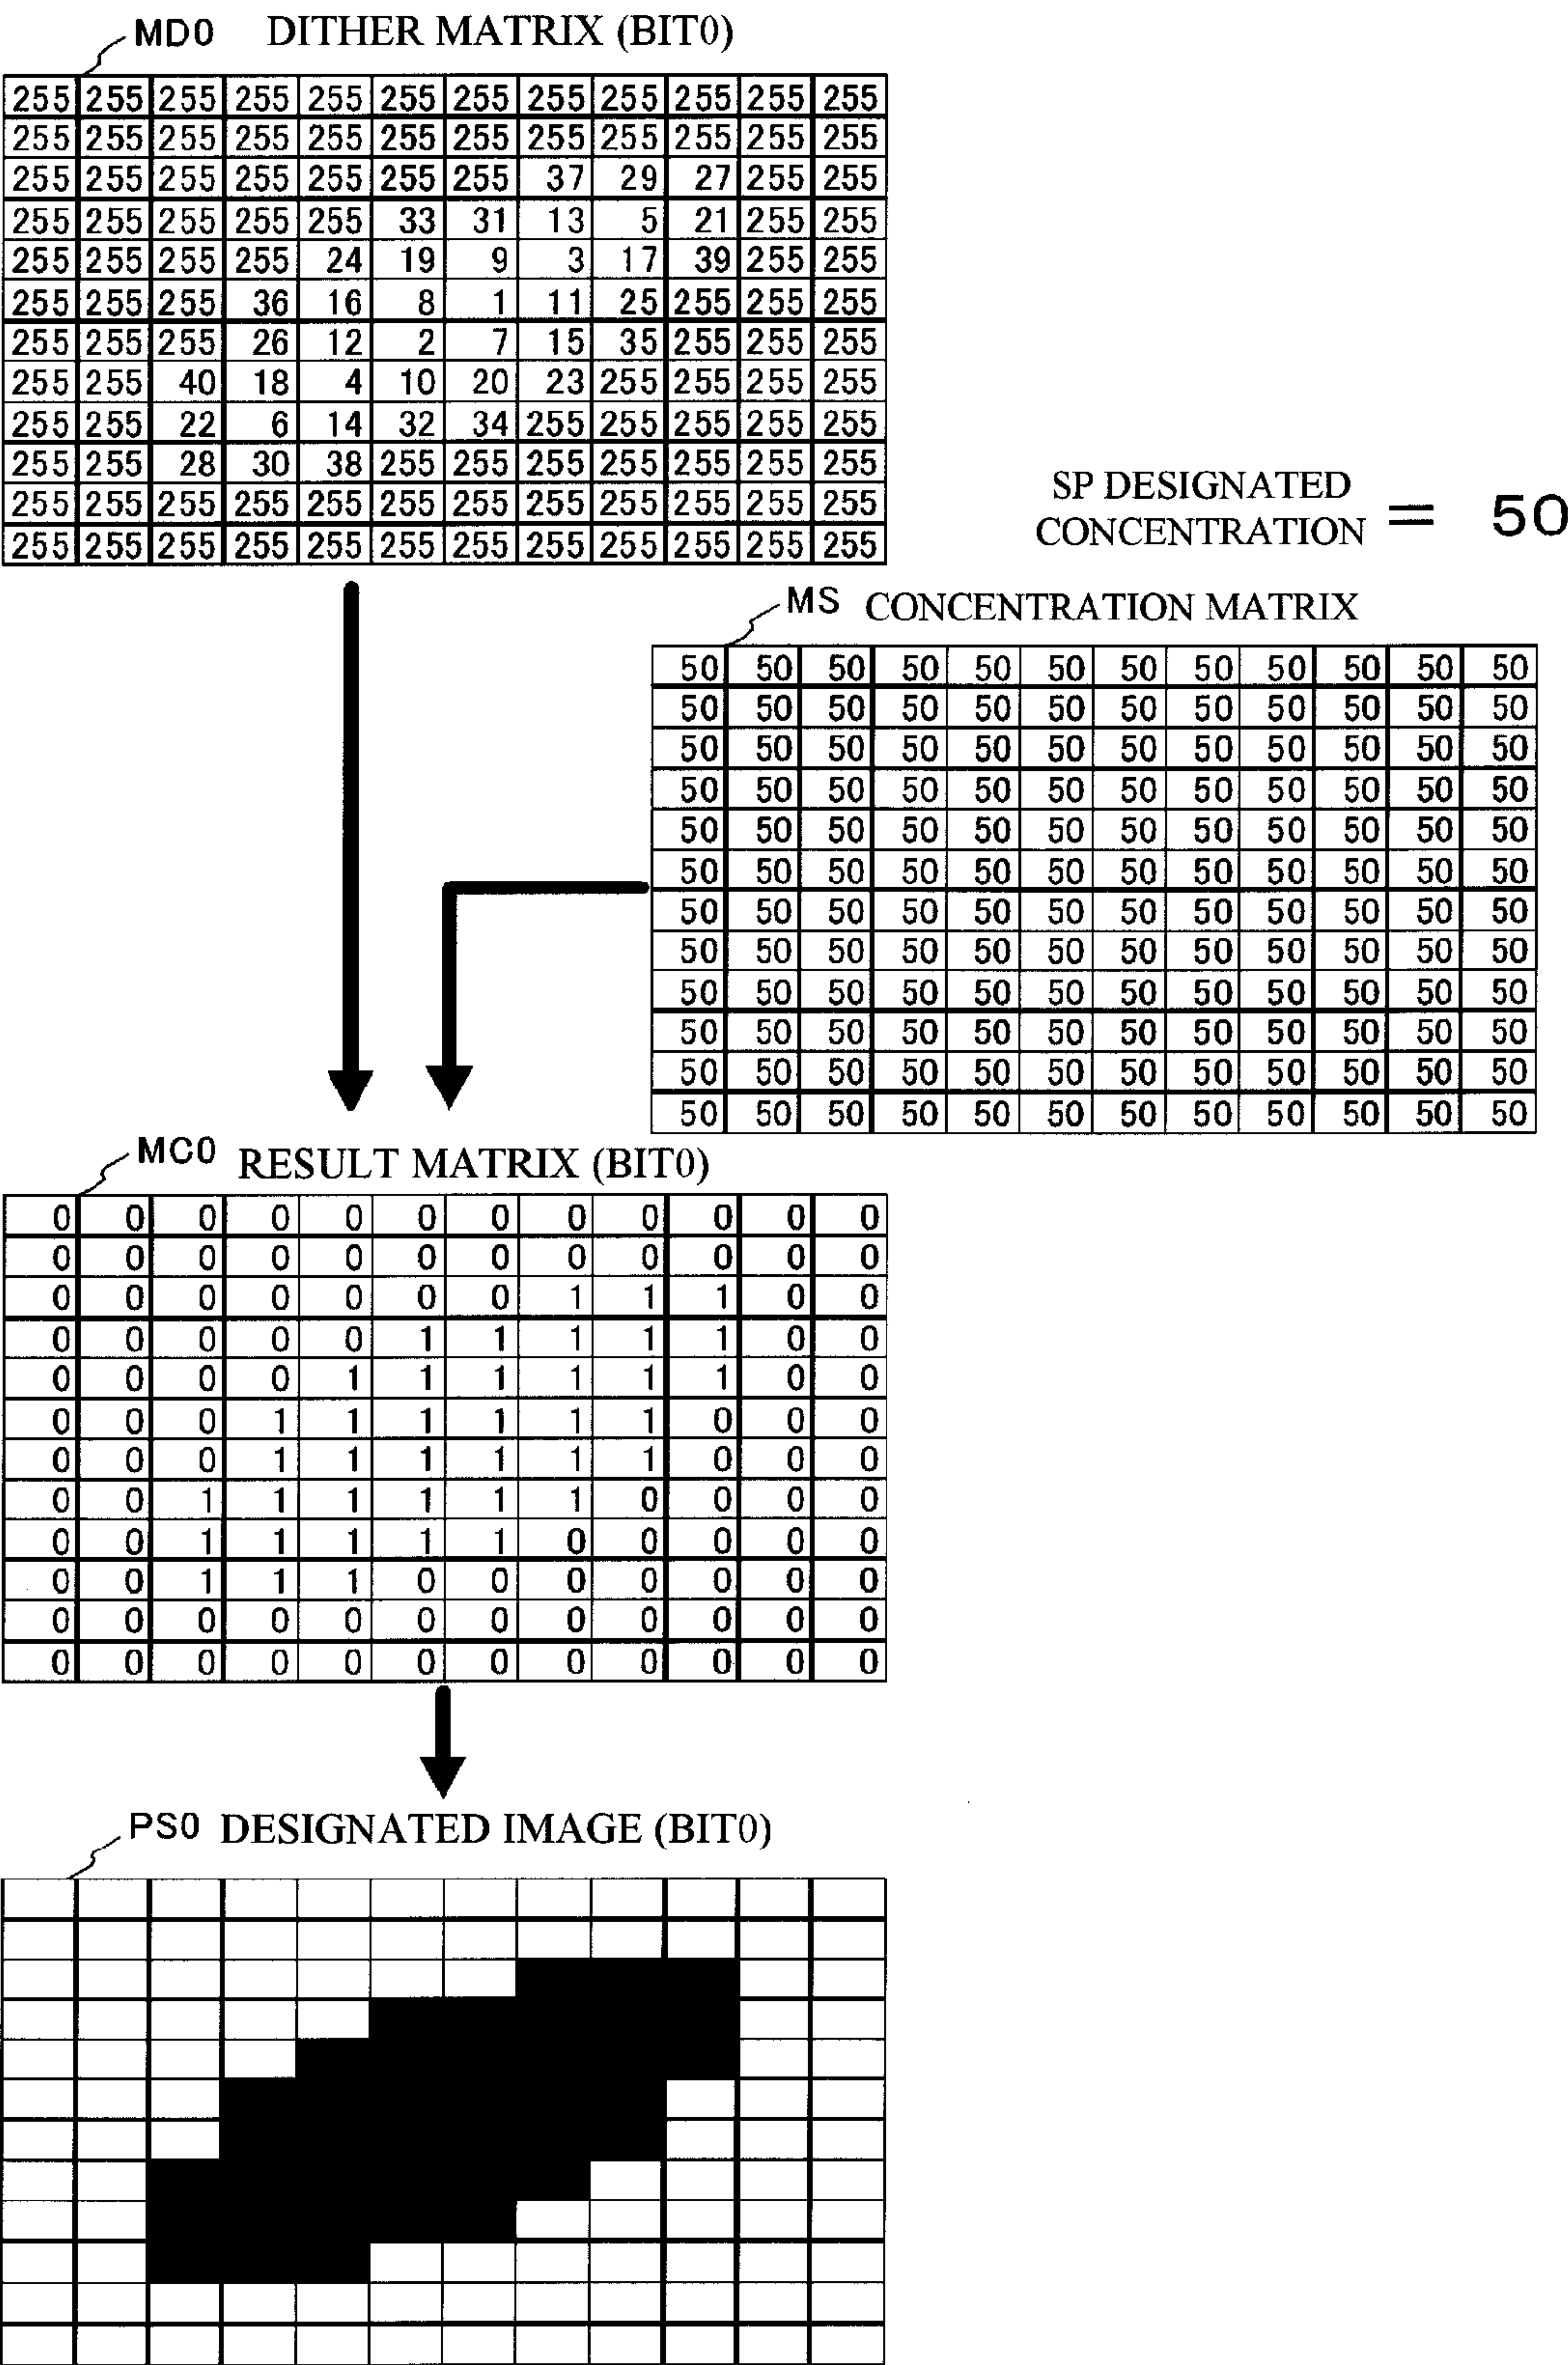 MD0 DITHER MATRIX (BIT0)
255 255 255 255 255 255 255 255 255 255 255 255
255 255 255 255 255 255 255 255 255 255 255 255
255 255 255 255 255 255 255 37 29 27 255 255
255 255 255 255 255 33 31 13 5 21 255 255
255 255 255 255 24 19 9 3 17 39 255 255
255 255 255 36 16 8 1 11 25 255 255 255
255 255 255 26 12 2 7 15 35 255 255 255
255 255 40 18 4 10 20 23 255 255 255 255
255 255 22 6 14 32 34 255 255 255 255 255
255 255 28 30 38 255 255 255 255 255 255 255
255 255 255 255 255 255 255 255 255 255 255 255
255 255 255 255 255 255 255 255 255 255 255 255
SP DESIGNATED
CONCENTRATION = 50
MS CONCENTRATION MATRIX
50 50 50 50 50 50 50 50 50 50 50 50
50 50 50 50 50 50 50 50 50 50 50 50
50 50 50 50 50 50 50 50 50 50 50 50
50 50 50 50 50 50 50 50 50 50 50 50
50 50 50 50 50 50 50 50 50 50 50 50
50 50 50 50 50 50 50 50 50 50 50 50
50 50 50 50 50 50 50 50 50 50 50 50
50 50 50 50 50 50 50 50 50 50 50 50
50 50 50 50 50 50 50 50 50 50 50 50
50 50 50 50 50 50 50 50 50 50 50 50
50 50 50 50 50 50 50 50 50 50 50 50
50 50 50 50 50 50 50 50 50 50 50 50
MC0 RESULT MATRIX (BIT0)
0 0 0 0 0 0 0 0 0 0 0 0
0 0 0 0 0 0 0 0 0 0 0 0
0 0 0 0 0 0 0 1 1 1 0 0
0 0 0 0 0 1 1 1 1 1 0 0
0 0 0 0 1 1 1 1 1 1 0 0
0 0 0 1 1 1 1 1 1 0 0 0
0 0 0 1 1 1 1 1 1 0 0 0
0 0 1 1 1 1 1 1 0 0 0 0
0 0 1 1 1 1 1 0 0 0 0 0
0 0 1 1 1 0 0 0 0 0 0 0
0 0 0 0 0 0 0 0 0 0 0 0
0 0 0 0 0 0 0 0 0 0 0 0
PS0 DESIGNATED IMAGE (BIT0)